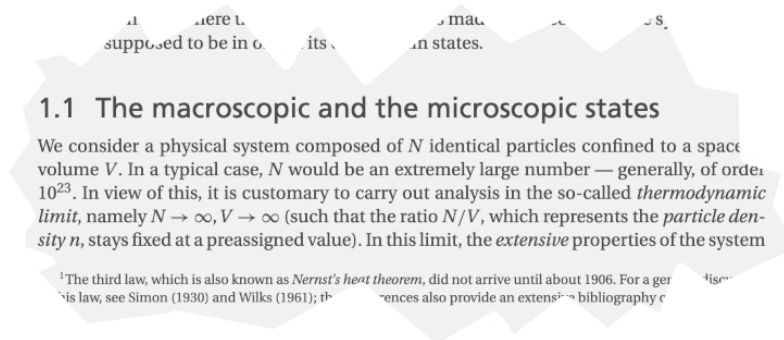 supposed to be in its in states.
1.1 The macroscopic and the microscopic states
We consider a physical system composed of N identical particles confined to a space
volume V. In a typical case, N would be an extremely large number — generally, of order
10²³. In view of this, it is customary to carry out analysis in the so-called thermodynamic
limit, namely N → ∞, V → ∞ (such that the ratio N/V, which represents the particle den-
sity n, stays fixed at a preassigned value). In this limit, the extensive properties of the system
¹The third law, which is also known as Nernst's heat theorem, did not arrive until about 1906. For a
this law, see Simon (1930) and Wilks (1961); also provide an extensive bibliography